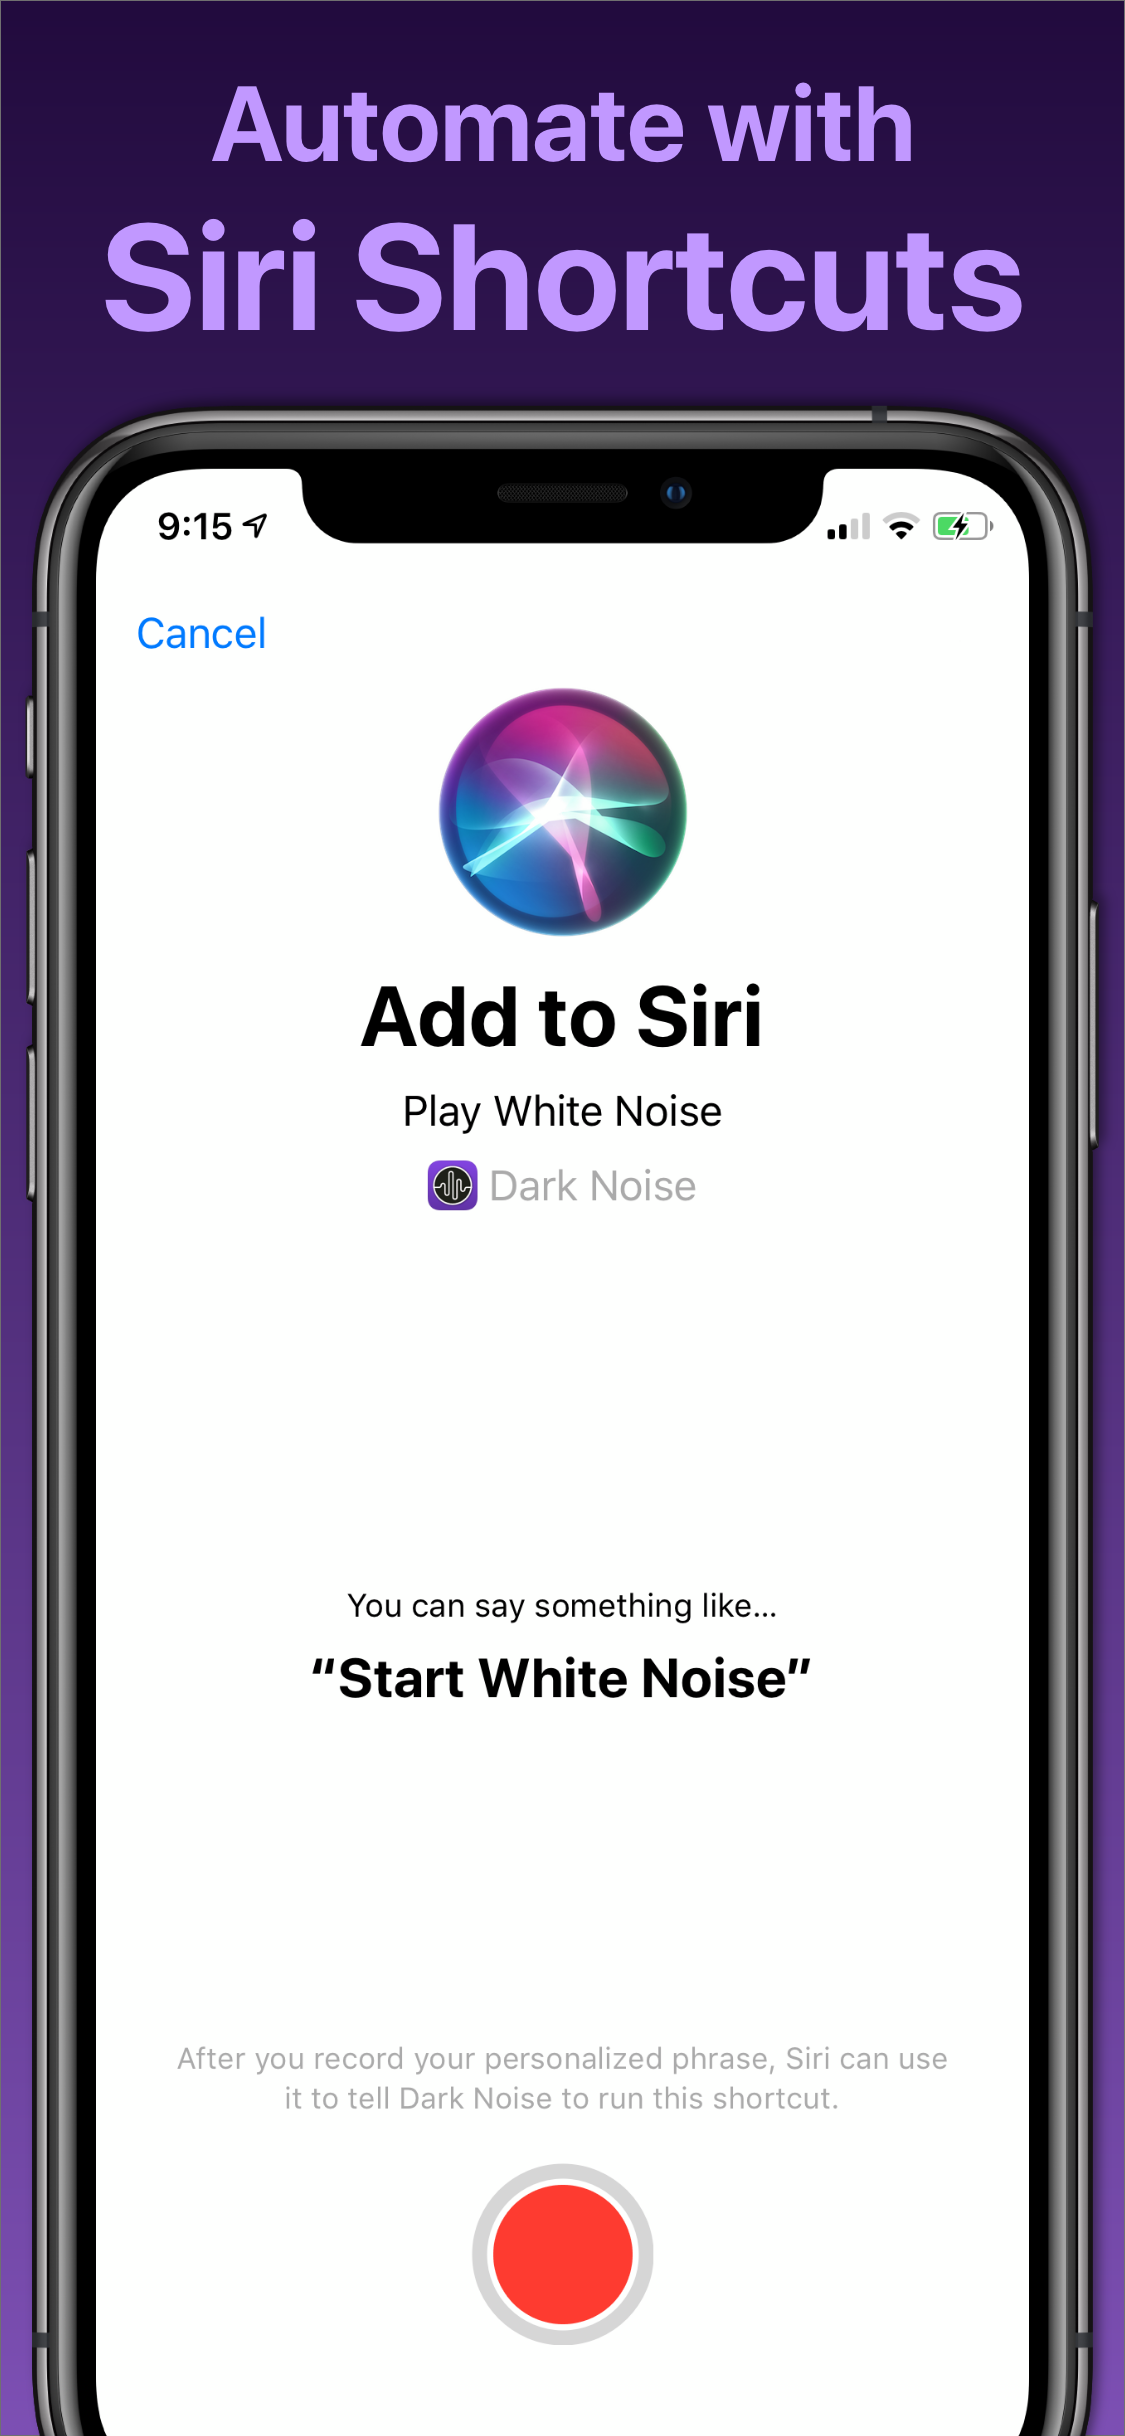 Automate with
Siri Shortcuts
9:15
Cancel
Add to Siri
Play White Noise
Dark Noise
You can say something like...
“Start White Noise”
After you record your personalized phrase, Siri can use
it to tell Dark Noise to run this shortcut.